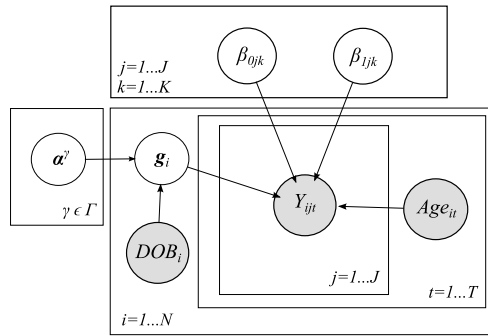 β0jk
β1jk
j=1...J
k=1...K
α^γ
g_i
Y_ijt
Age_it
γ ϵ Γ
DOB_i
j=1...J
t=1...T
i=1...N